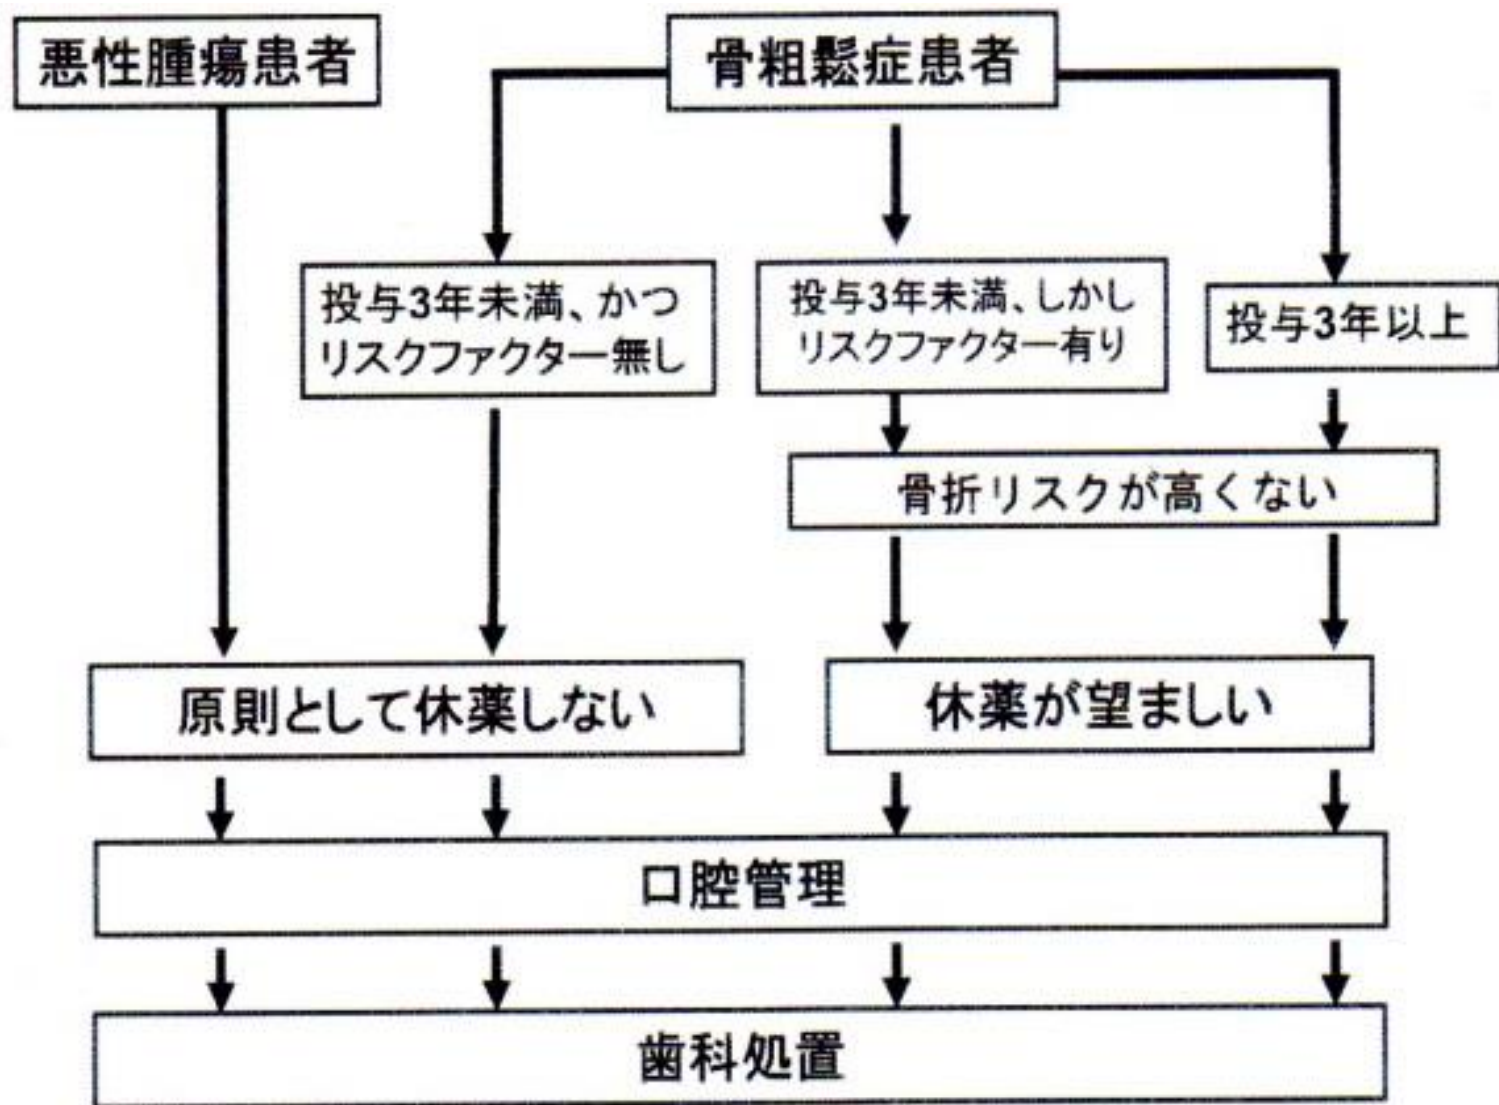 悪性腫瘍患者
骨粗鬆症患者
投与3年未満、かつ
リスクファクター無し
投与3年未満、しかし
リスクファクター有り
投与3年以上
骨折リスクが高くない
原則として休薬しない
休薬が望ましい
口腔管理
歯科処置